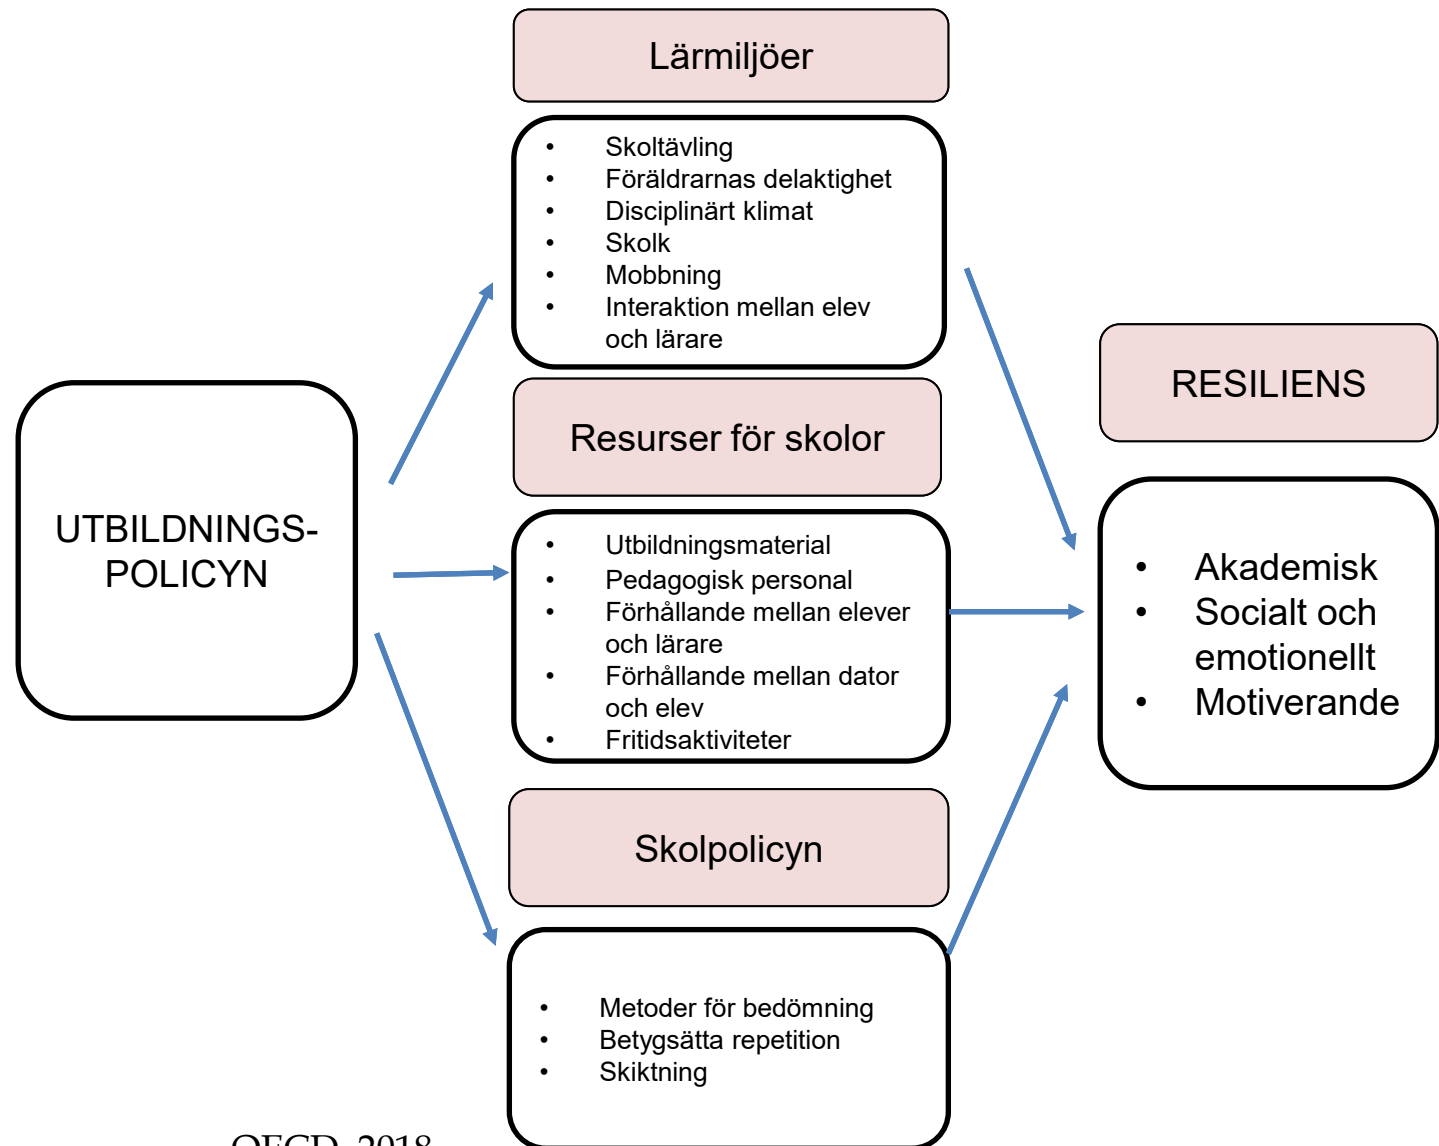 Lärmiljöer
• Skoltävling
• Föräldrarnas delaktighet
• Disciplinärt klimat
• Skolk
• Mobbning
• Interaktion mellan elev
och lärare
UTBILDNINGS-
POLICYN
Resurser för skolor
• Utbildningsmaterial
• Pedagogisk personal
• Förhållande mellan elever
och lärare
• Förhållande mellan dator
och elev
• Fritidsaktiviteter
Skolpolicyn
• Metoder för bedömning
• Betygsätta repetition
• Skiktning
RESILIENS
• Akademisk
• Socialt och
emotionellt
• Motiverande
OECD, 2018